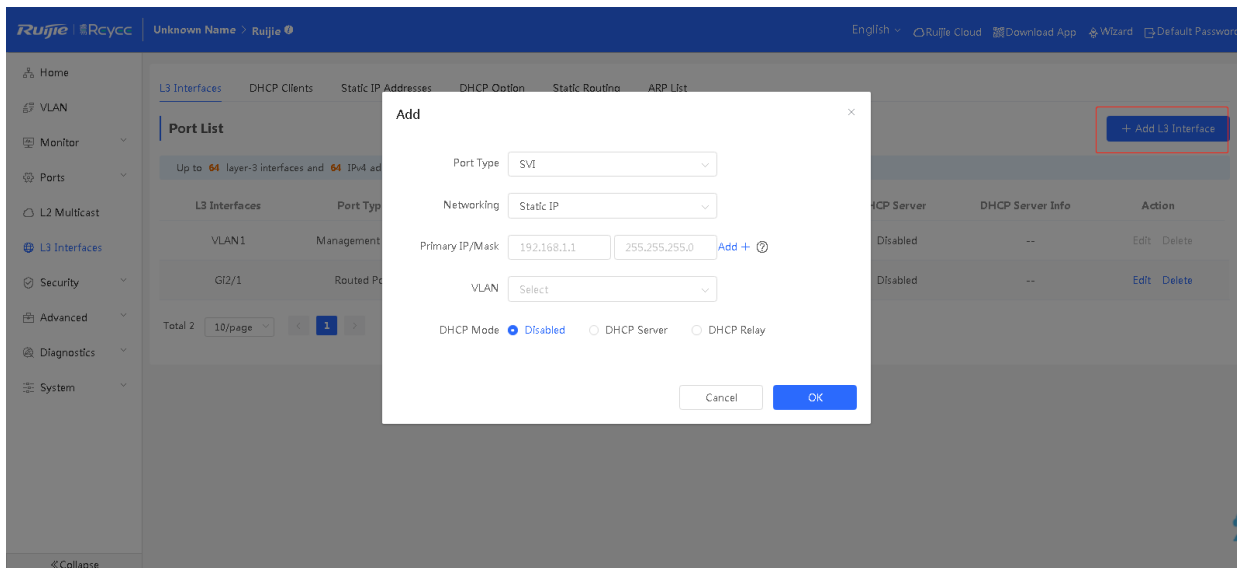 Ruijie Rcycc Unknown Name > Ruijie English Ruijie Cloud Download App Wizard Default Password
Home
VLAN
Monitor
Ports
L2 Multicast
L3 Interfaces
Security
Advanced
Diagnostics
System
Collapse
L3 Interfaces DHCP Clients Static IP Addresses DHCP Option Static Routing ARP List
Port List
+ Add L3 Interface
Up to 64 layer-3 interfaces and 64 IPv4 ad
L3 Interfaces Port Typ HCP Server DHCP Server Info Action
VLAN1 Management Disabled -- Edit Delete
Gi2/1 Routed Po Disabled -- Edit Delete
Total 2 10/page < 1 >
Add ×
Port Type SVI
Networking Static IP
Primary IP/Mask 192.168.1.1 255.255.255.0 Add + ?
VLAN Select
DHCP Mode Disabled DHCP Server DHCP Relay
Cancel OK